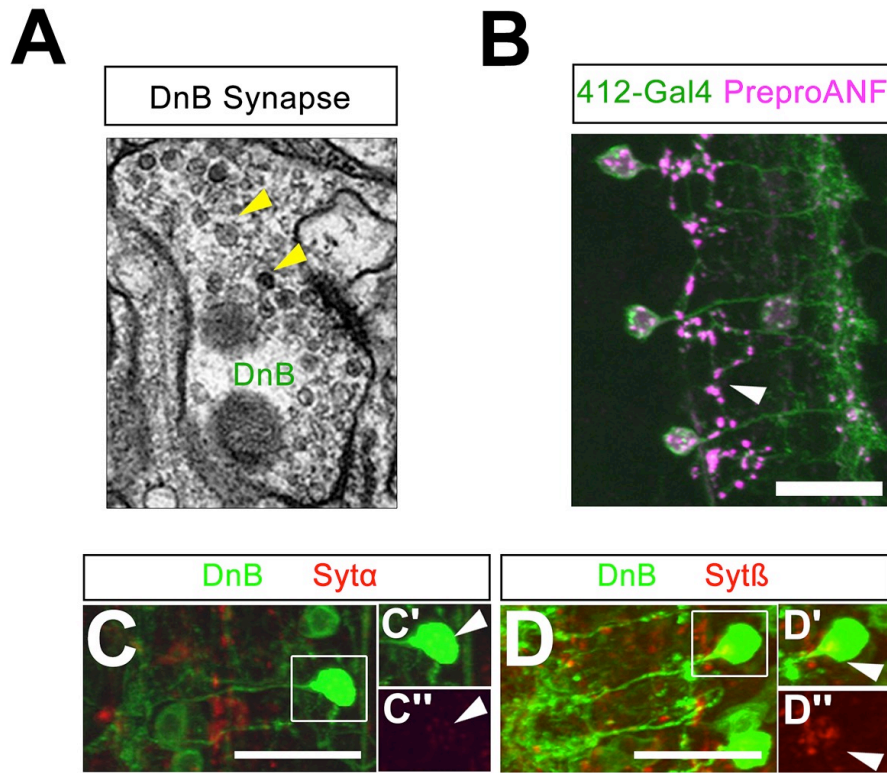 A
DnB Synapse
DnB
B
412-Gal4 PreproANF
DnB Sytα
C
C'
C''
DnB Sytß
D
D'
D''